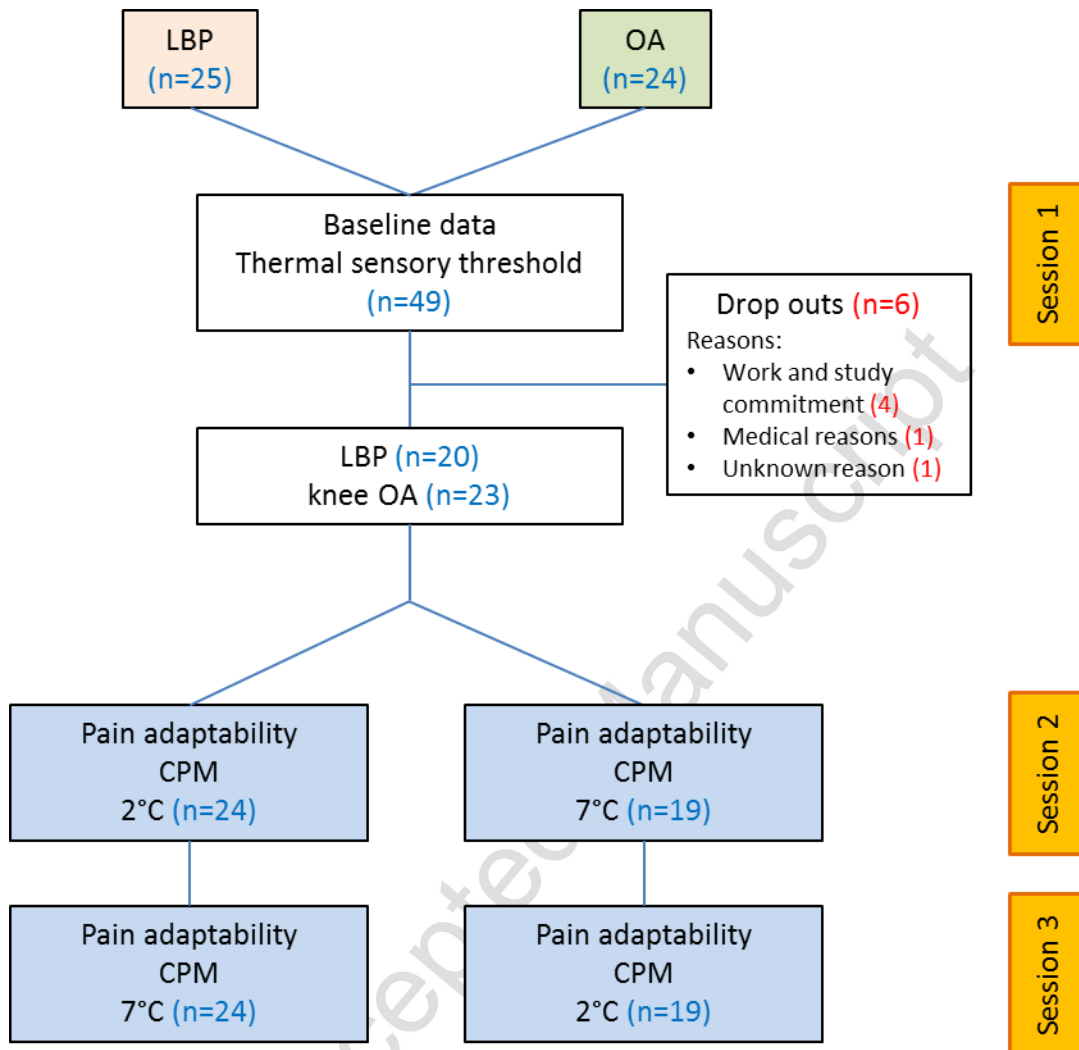 LBP
(n=25)
OA
(n=24)
Baseline data
Thermal sensory threshold
(n=49)
Session 1
Drop outs (n=6)
Reasons:
• Work and study
commitment (4)
• Medical reasons (1)
• Unknown reason (1)
LBP (n=20)
knee OA (n=23)
Pain adaptability
CPM
2°C (n=24)
Pain adaptability
CPM
7°C (n=19)
Session 2
Pain adaptability
CPM
7°C (n=24)
Pain adaptability
CPM
2°C (n=19)
Session 3
cepted Manuscript